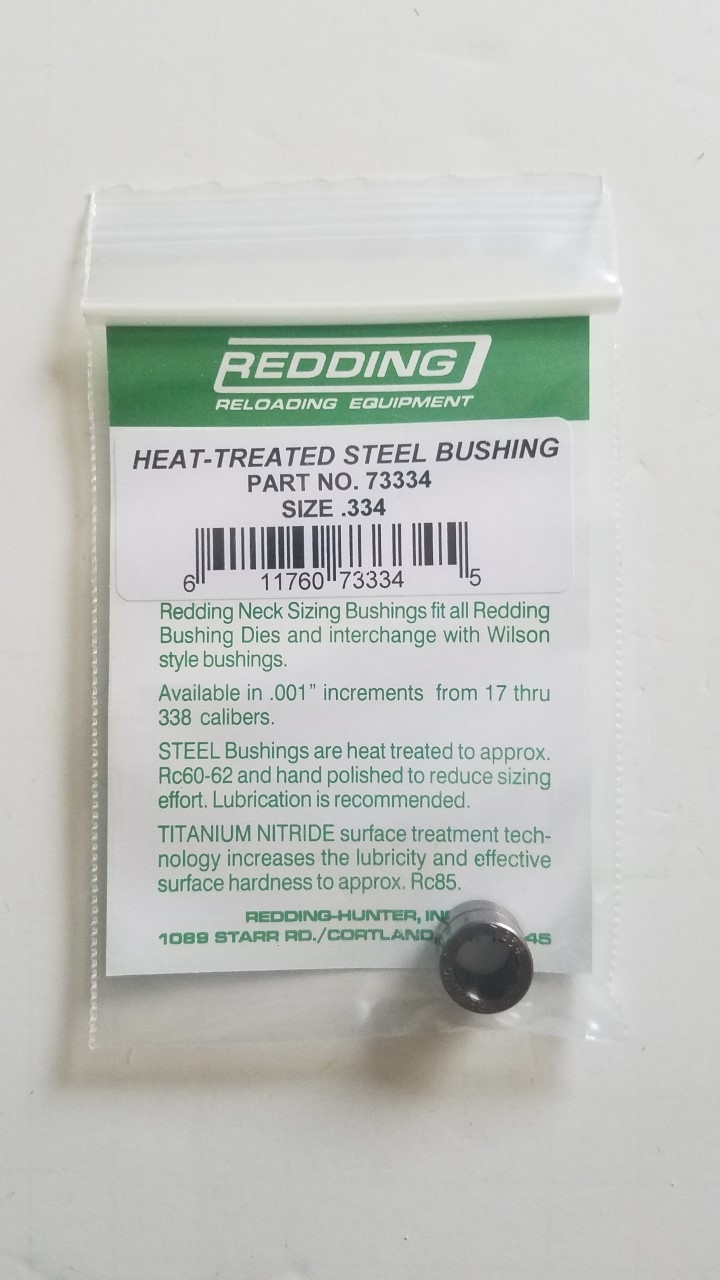 REDDING
RELOADING EQUIPMENT
HEAT-TREATED STEEL BUSHING
PART NO. 73334
SIZE .334
6 11760 73334 5
Redding Neck Sizing Bushings fit all Redding
Bushing Dies and interchange with Wilson
style bushings.
Available in .001” increments from 17 thru
338 calibers.
STEEL Bushings are heat treated to approx.
Rc60-62 and hand polished to reduce sizing
effort. Lubrication is recommended.
TITANIUM NITRIDE surface treatment tech-
nology increases the lubricity and effective
surface hardness to approx. Rc85.
REDDING-HUNTER,
1089 STARR RD./CORTLAND,